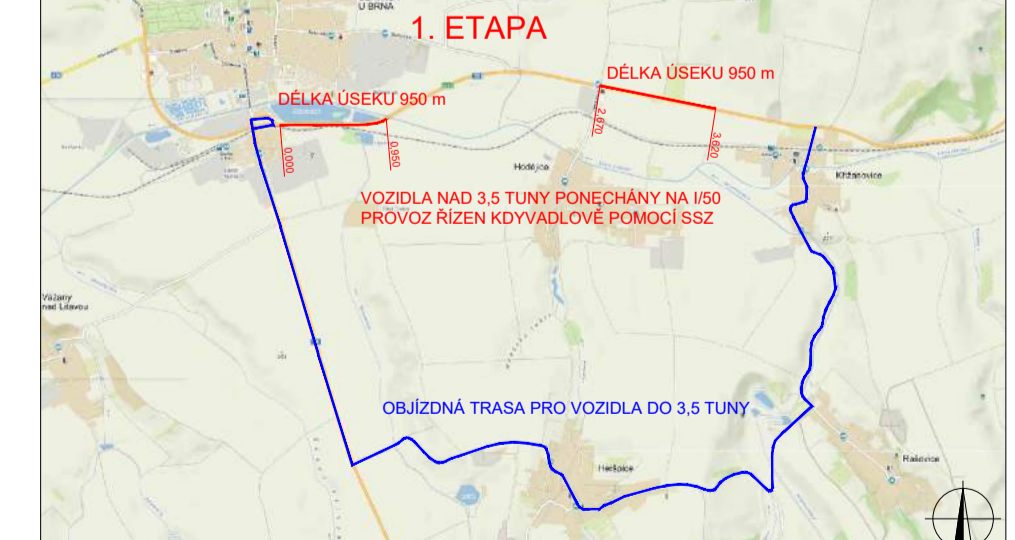 U BRNA
1. ETAPA
DÉLKA ÚSEKU 950 m
DÉLKA ÚSEKU 950 m
0,000
0,950
2,670
3,620
Hodějice
Křižanovice
VOZIDLA NAD 3,5 TUNY PONECHÁNY NA I/50
PROVOZ ŘÍZEN KDYVADLOVĚ POMOCÍ SSZ
Vážany
nad Litavou
OBJÍZDNÁ TRASA PRO VOZIDLA DO 3,5 TUNY
Heršpice
Rašovice